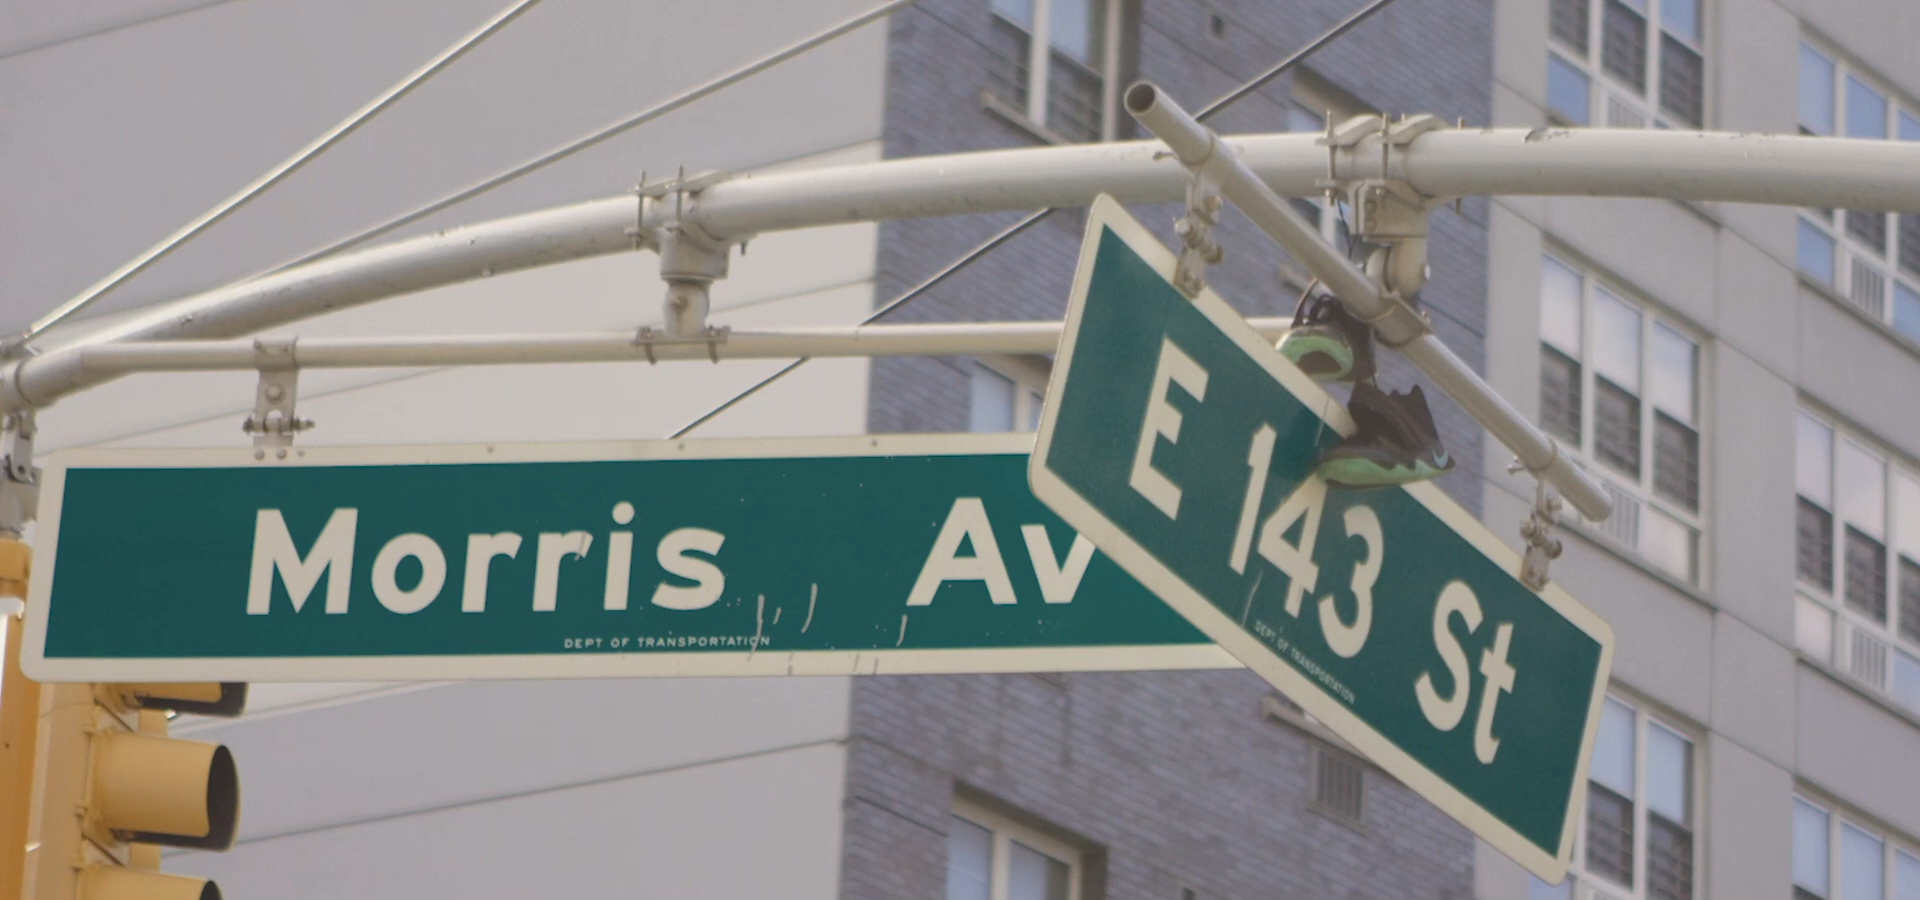 Morris Av
DEPT OF TRANSPORTATION
E 143 St
DEPT OF TRANSPORTATION